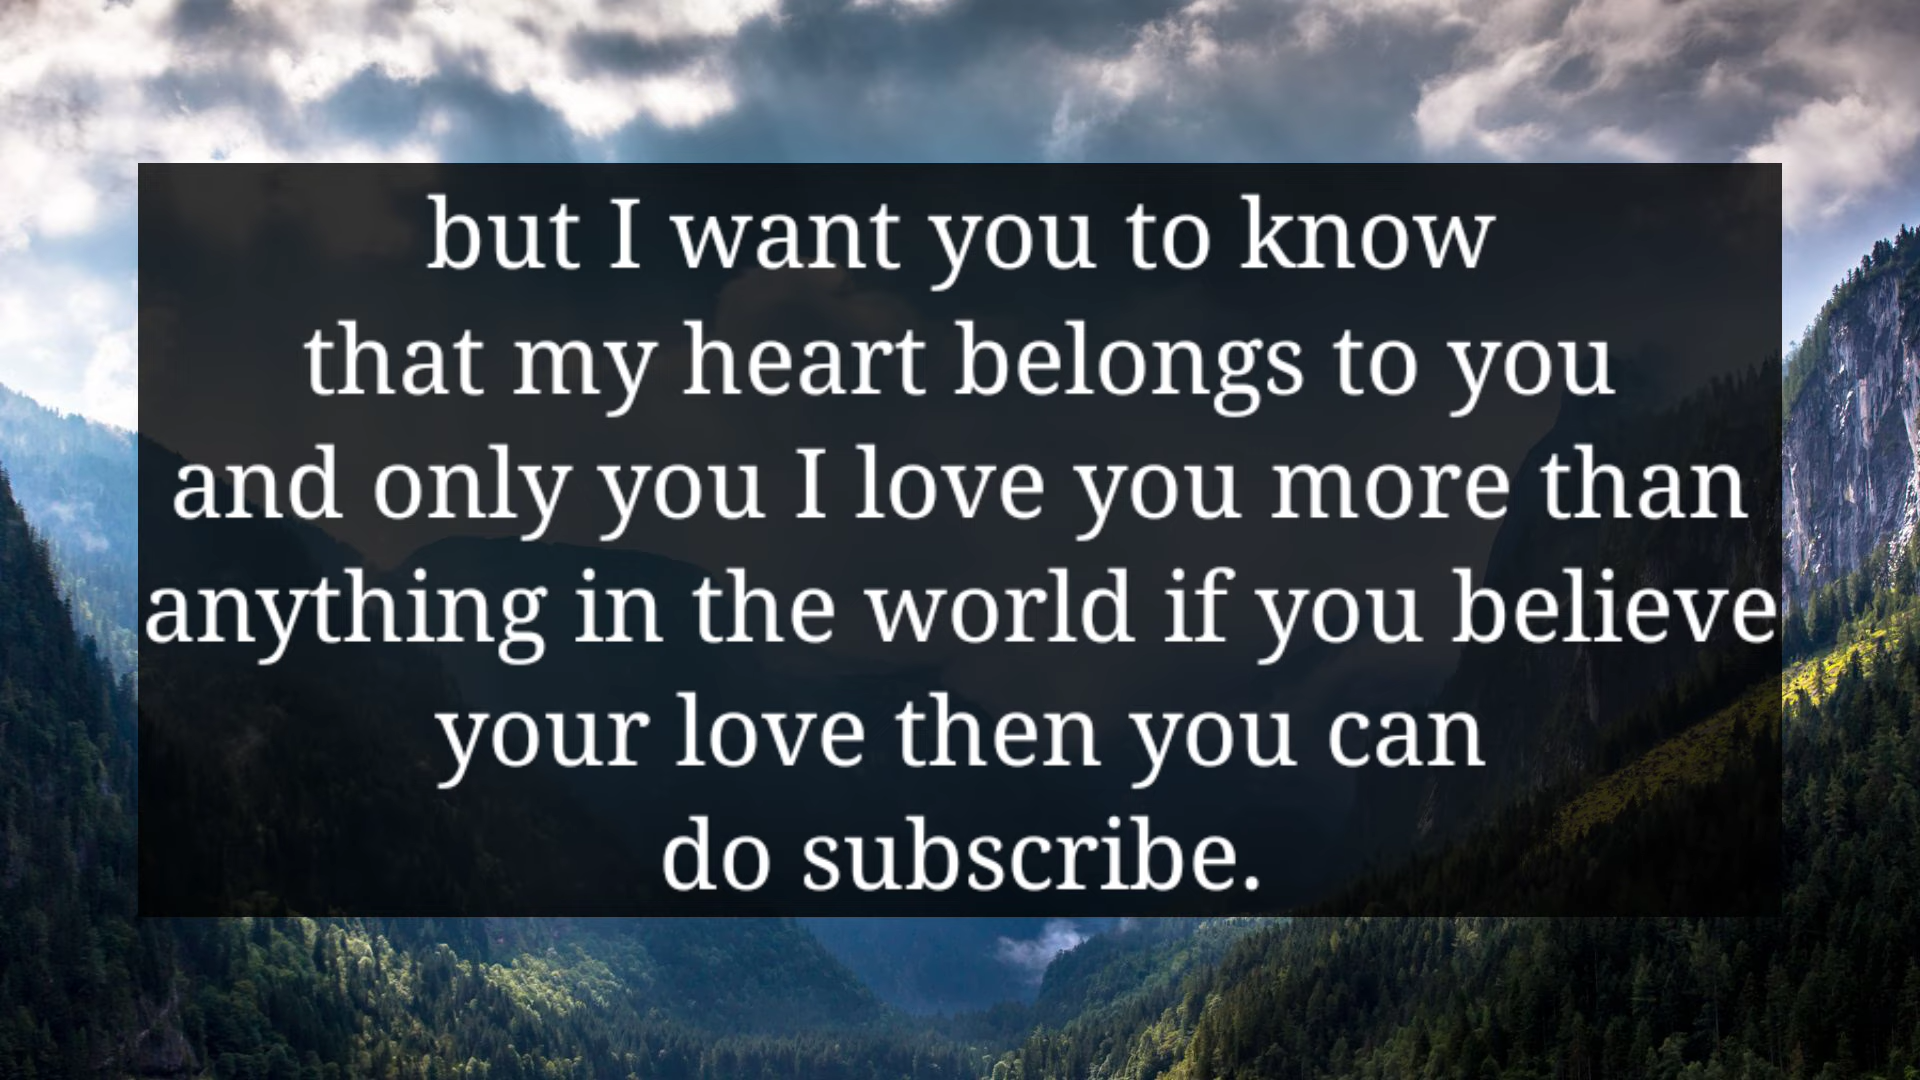 but I want you to know
that my heart belongs to you
and only you I love you more than
anything in the world if you believe
your love then you can
do subscribe.